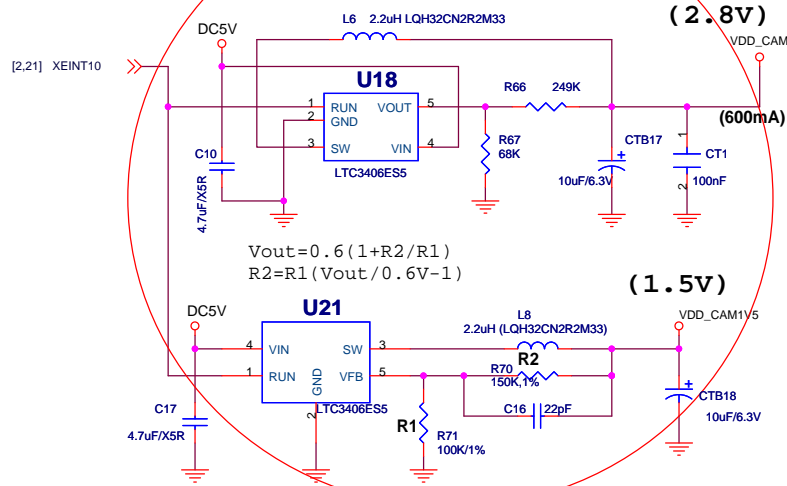 (2.8V)
L6 2.2uH LQH32CN2R2M33
DC5V
VDD_CAM
[2,21] XEINT10
U18
R66 249K
1 RUN VOUT 5
2 GND
(600mA)
3 SW VIN 4
R67
68K
C10
4.7uF/X5R
LTC3406ES5
CTB17
10uF/6.3V
1
CT1
100nF
2
Vout=0.6(1+R2/R1)
R2=R1(Vout/0.6V-1)
(1.5V)
DC5V
U21
L8
2.2uH (LQH32CN2R2M33)
VDD_CAM1V5
4 VIN SW 3
R2
R70
150K,1%
1 RUN GND VFB 5
2
LTC3406ES5
C16 22pF
CTB18
10uF/6.3V
C17
4.7uF/X5R
R1
R71
100K/1%